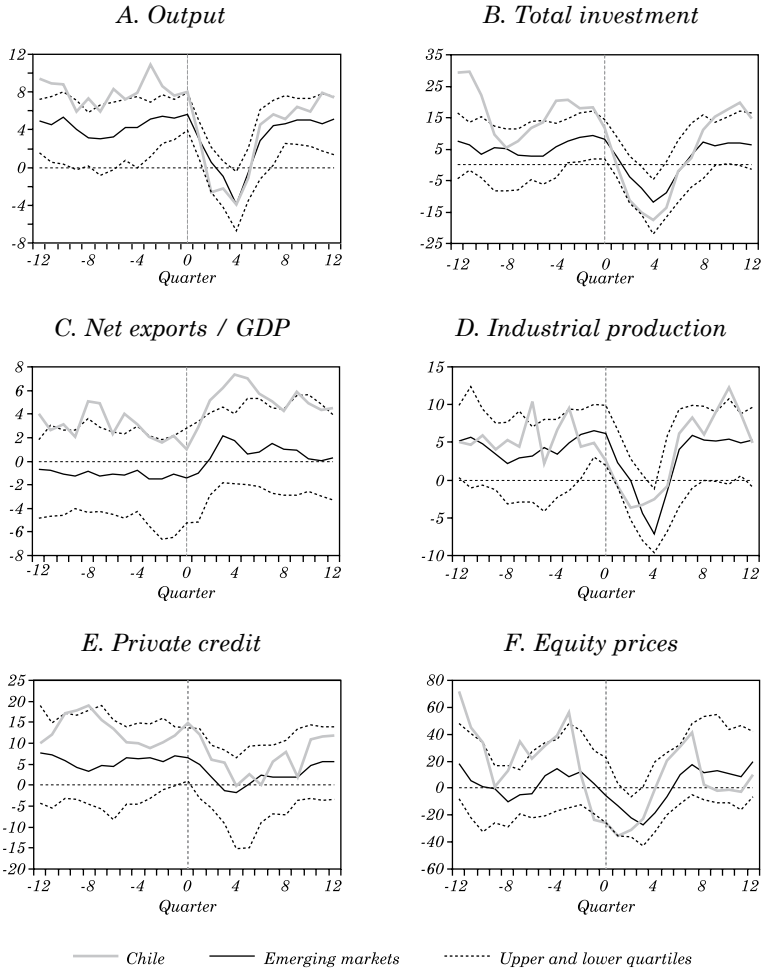 A. Output
B. Total investment
12
8
4
0
-4
-8
-12 -8 -4 0 4 8 12
Quarter
35
25
15
5
-5
-15
-25
-12 -8 -4 0 4 8 12
Quarter
C. Net exports / GDP
D. Industrial production
8
6
4
2
0
-2
-4
-6
-8
-12 -8 -4 0 4 8 12
Quarter
15
10
5
0
-5
-10
-12 -8 -4 0 4 8 12
Quarter
E. Private credit
F. Equity prices
25
20
15
10
5
0
-5
-10
-15
-20
-12 -8 -4 0 4 8 12
Quarter
80
60
40
20
0
-20
-40
-60
-12 -8 -4 0 4 8 12
Quarter
Chile Emerging markets Upper and lower quartiles